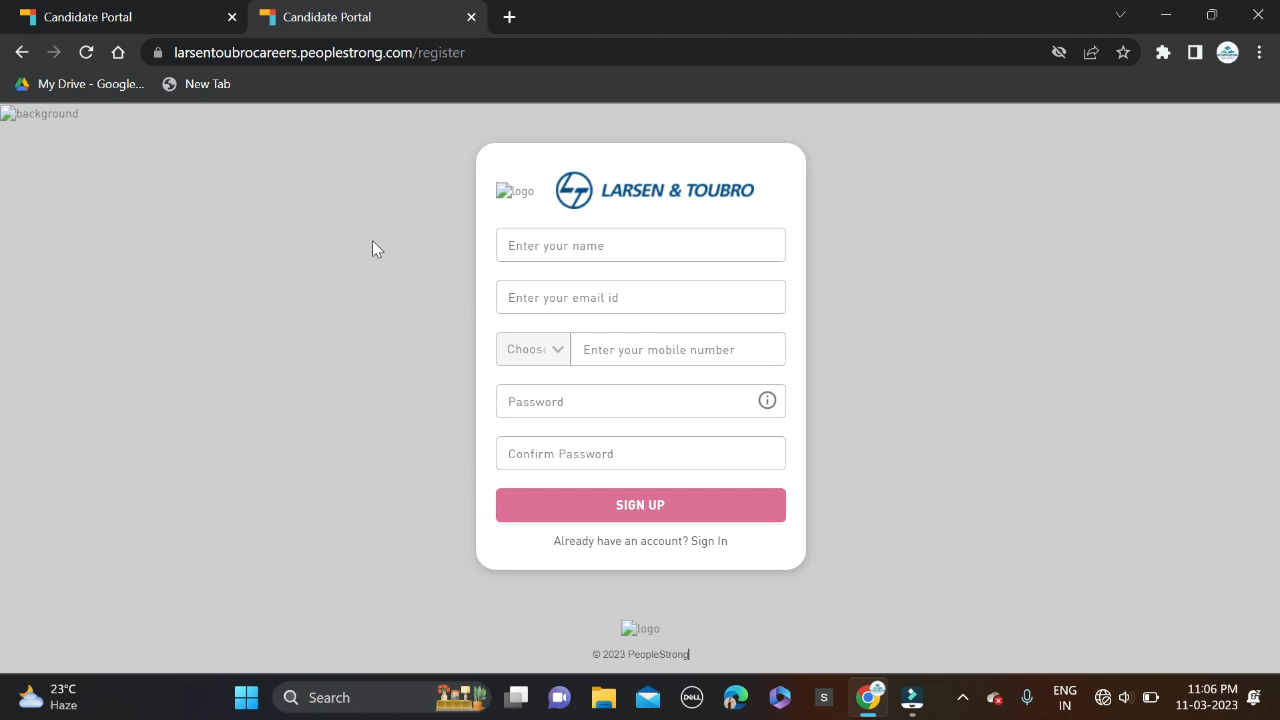 Candidate Portal
Candidate Portal
larsentoubrocareers.peoplestrong.com/register
My Drive - Google...
New Tab
background
logo
LARSEN & TOUBRO
Enter your name
Enter your email id
Choose
Enter your mobile number
Password
Confirm Password
SIGN UP
Already have an account? Sign In
logo
© 2023 PeopleStrong
23°C
Haze
Search
DELL
S
ENG
IN
11:06 PM
11-03-2023